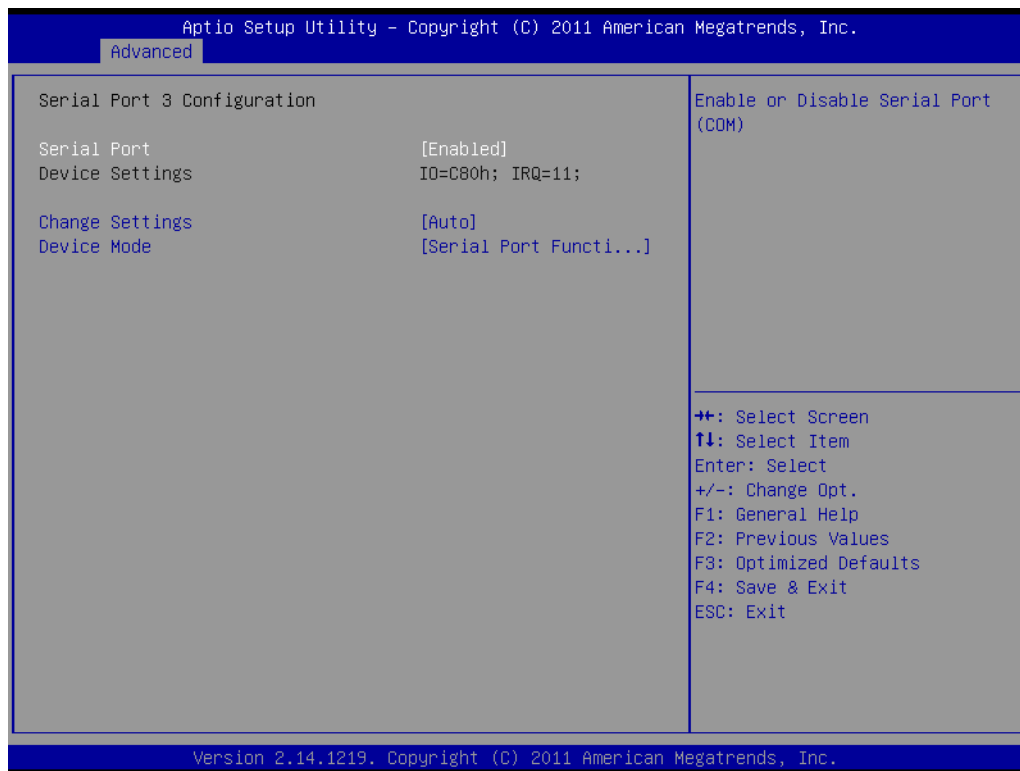 Aptio Setup Utility – Copyright (C) 2011 American Megatrends, Inc.
Advanced
Serial Port 3 Configuration
Serial Port [Enabled]
Device Settings IO=C80h; IRQ=11;
Change Settings [Auto]
Device Mode [Serial Port Functi...]
Enable or Disable Serial Port
(COM)
→←: Select Screen
↑↓: Select Item
Enter: Select
+/-: Change Opt.
F1: General Help
F2: Previous Values
F3: Optimized Defaults
F4: Save & Exit
ESC: Exit
Version 2.14.1219. Copyright (C) 2011 American Megatrends, Inc.